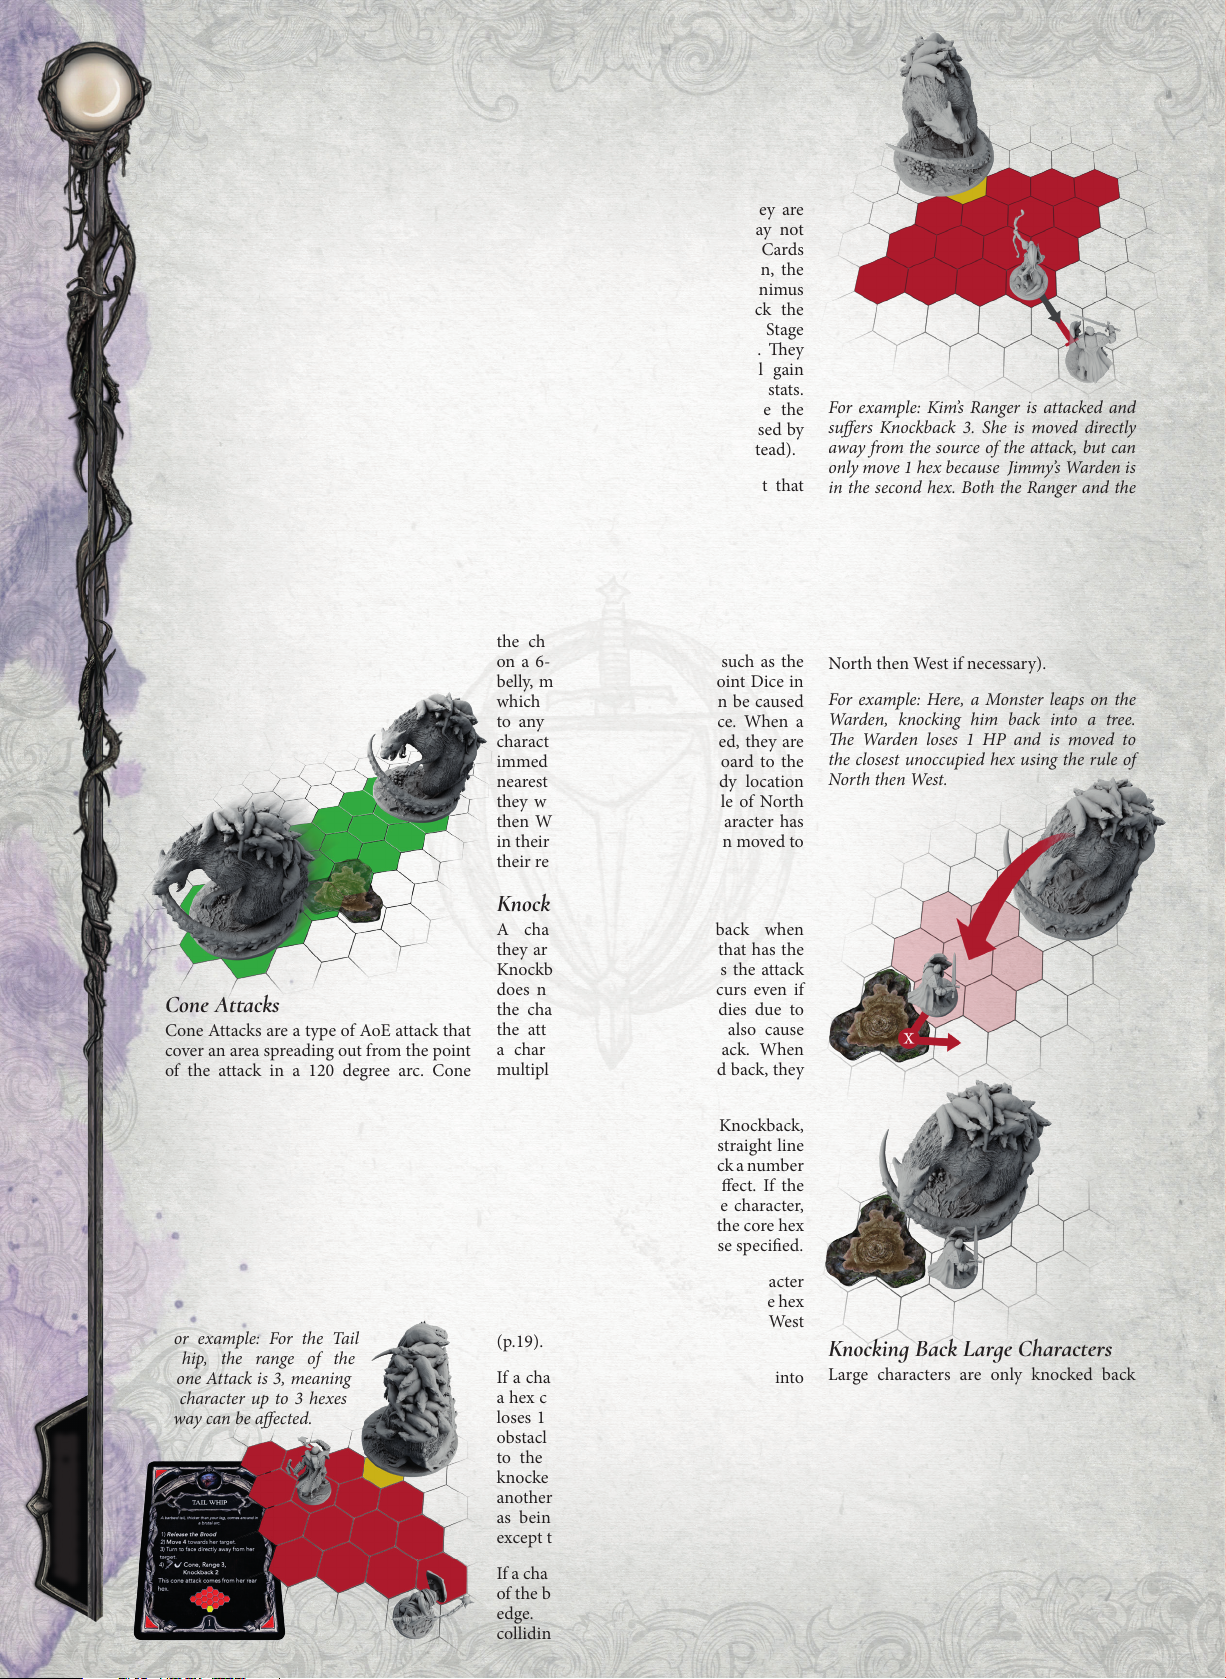 Cone Attacks
Cone Attacks are a type of AoE attack that
cover an area spreading out from the point
of the attack in a 120 degree arc. Cone
or example: For the Tail
hip, the range of the
one Attack is 3, meaning
character up to 3 hexes
way can be affected.
TAIL WHIP
A barbed tail, thicker than your leg, comes around in
a brutal arc.
1) Release the Brood
2) Move 4 towards her target.
3) Turn to face directly away from her
target.
4) Cone, Range 3,
Knockback 2
This cone attack comes from her rear
hex.
1
the ch
on a 6-
belly, m
which
to any
charact
immed
nearest
they w
then W
in their
their re
Knock
A cha
they ar
Knockb
does n
the cha
the att
a char
multipl
(p.19).
If a cha
a hex c
loses 1
obstacl
to the
knocke
another
as bein
except t
If a cha
of the b
edge.
collidin
ey are
ay not
Cards
n, the
nimus
ck the
Stage
. They
l gain
stats.
e the
sed by
tead).
t that
such as the
oint Dice in
n be caused
ce. When a
ed, they are
oard to the
dy location
le of North
aracter has
n moved to
back when
that has the
s the attack
curs even if
dies due to
also cause
ack. When
d back, they
Knockback,
straight line
ck a number
ffect. If the
e character,
the core hex
se specified.
acter
e hex
West
into
For example: Kim's Ranger is attacked and
suffers Knockback 3. She is moved directly
away from the source of the attack, but can
only move 1 hex because Jimmy's Warden is
in the second hex. Both the Ranger and the
North then West if necessary).
For example: Here, a Monster leaps on the
Warden, knocking him back into a tree.
The Warden loses 1 HP and is moved to
the closest unoccupied hex using the rule of
North then West.
X
Knocking Back Large Characters
Large characters are only knocked back